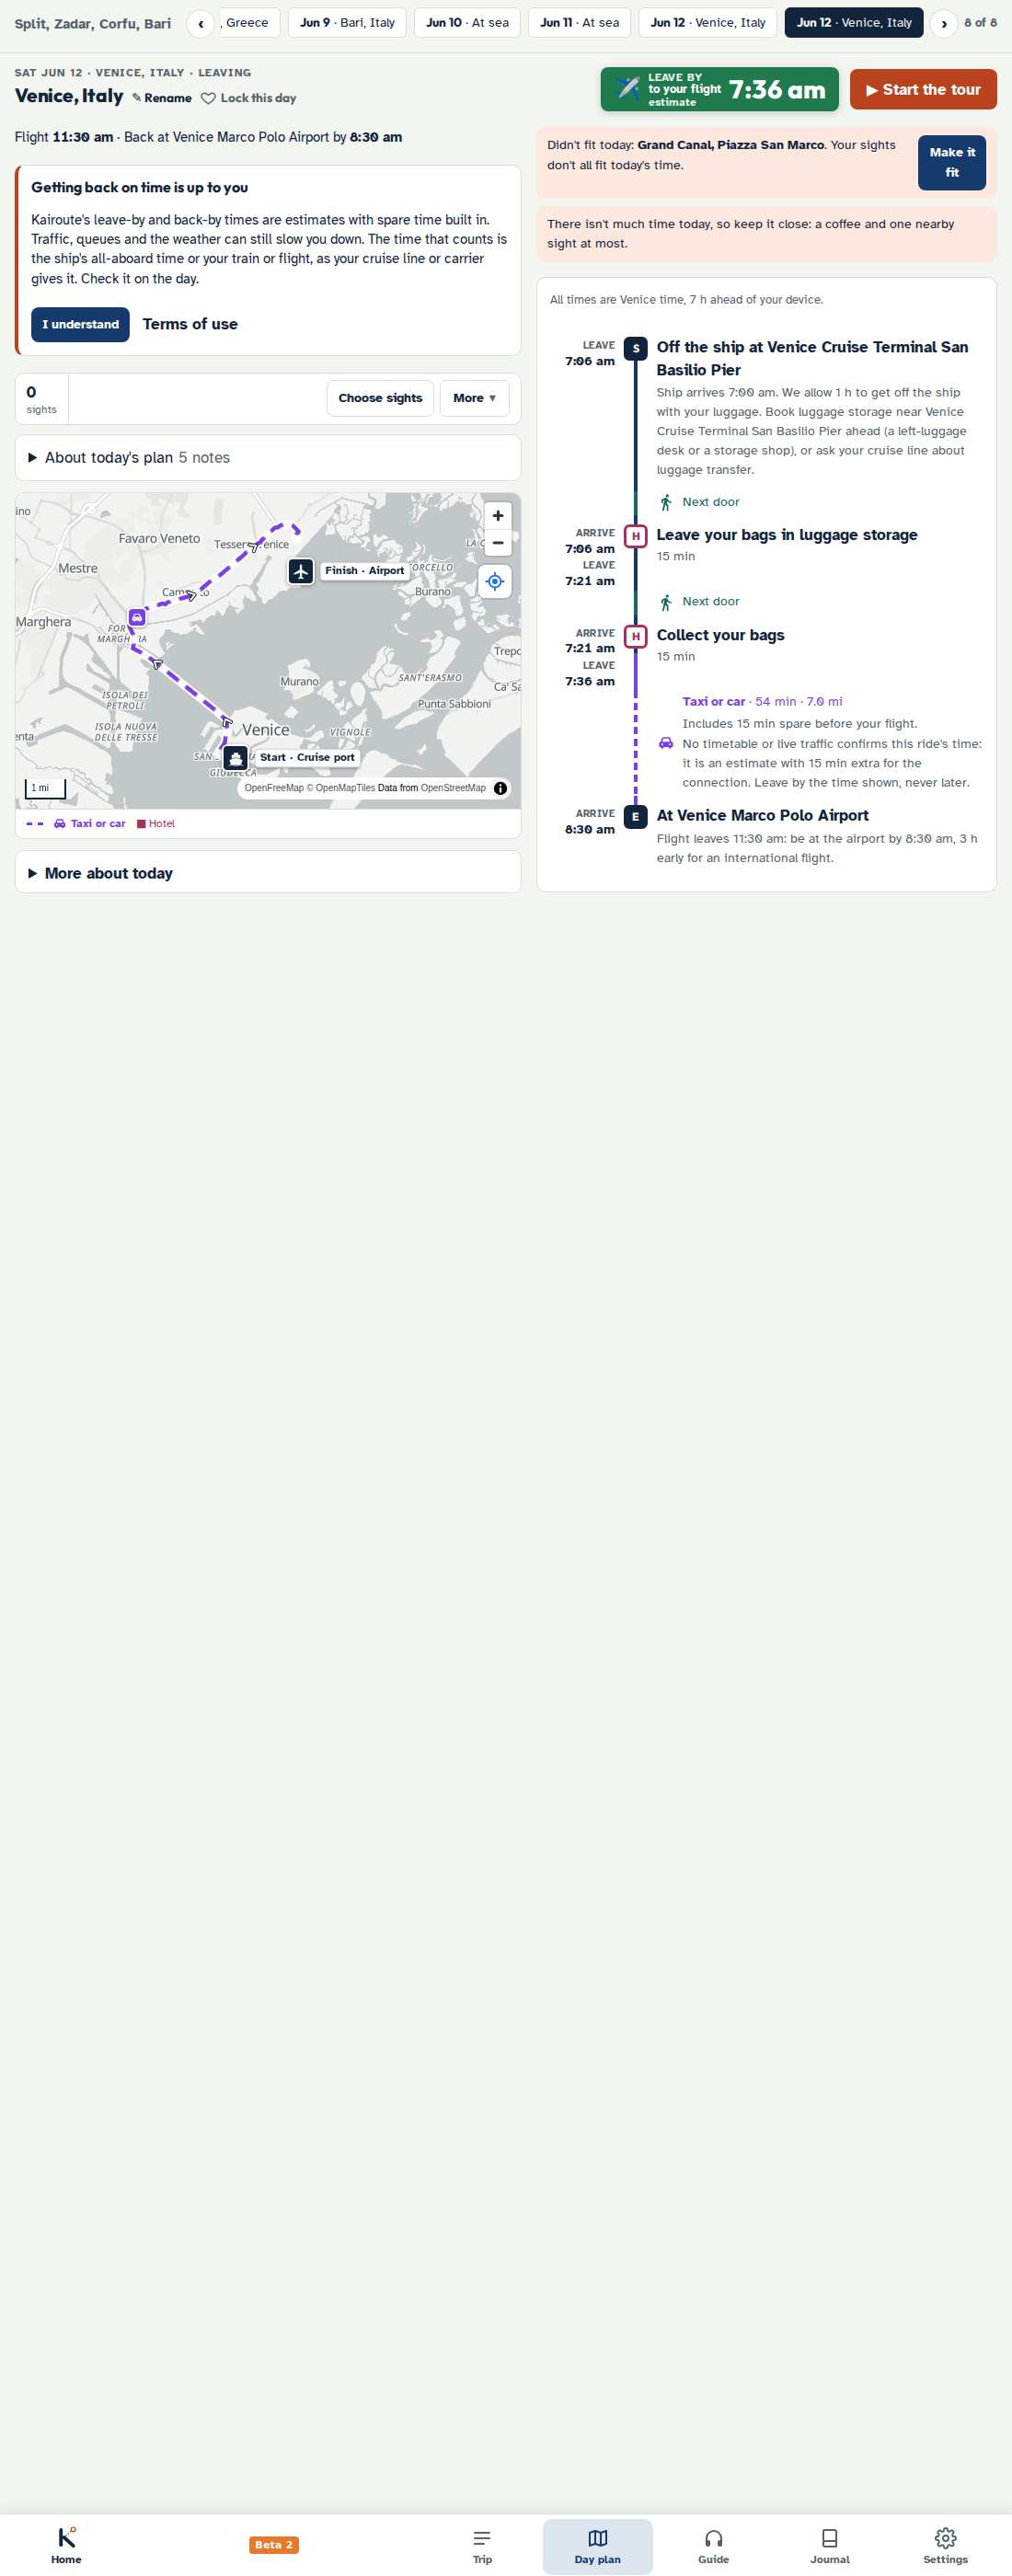 Split, Zadar, Corfu, Bari
‹
, Greece
Jun 9 · Bari, Italy
Jun 10 · At sea
Jun 11 · At sea
Jun 12 · Venice, Italy
Jun 12 · Venice, Italy
›
8 of 8
SAT JUN 12 · VENICE, ITALY · LEAVING
Venice, Italy
✎ Rename
Lock this day
LEAVE BY
to your flight
estimate
7:36 am
▶ Start the tour
Flight 11:30 am · Back at Venice Marco Polo Airport by 8:30 am
Getting back on time is up to you
Kairoute's leave-by and back-by times are estimates with spare time built in.
Traffic, queues and the weather can still slow you down. The time that counts is
the ship's all-aboard time or your train or flight, as your cruise line or carrier
gives it. Check it on the day.
I understand
Terms of use
0
sights
Choose sights
More ▼
▶ About today's plan 5 notes
ino
Favaro Veneto
Mestre
Marghera
Finish · Airport
Burano
Murano
SANT'ERASMO
Punta Sabbioni
ISOLA DEI
PETROLI
ISOLA NUOVA
DELLE TRESSE
Venice
VIGNOLE
enta
Start · Cruise port
GIUDECCA
+
−
1 mi
OpenFreeMap © OpenMapTiles Data from OpenStreetMap
Taxi or car
Hotel
▶ More about today
Didn't fit today: Grand Canal, Piazza San Marco. Your sights
don't all fit today's time.
Make it
fit
There isn't much time today, so keep it close: a coffee and one nearby
sight at most.
All times are Venice time, 7 h ahead of your device.
LEAVE
7:06 am
S
Off the ship at Venice Cruise Terminal San
Basilio Pier
Ship arrives 7:00 am. We allow 1 h to get off the ship
with your luggage. Book luggage storage near Venice
Cruise Terminal San Basilio Pier ahead (a left-luggage
desk or a storage shop), or ask your cruise line about
luggage transfer.
Next door
ARRIVE
7:06 am
LEAVE
7:21 am
H
Leave your bags in luggage storage
15 min
Next door
ARRIVE
7:21 am
LEAVE
7:36 am
H
Collect your bags
15 min
Taxi or car · 54 min · 7.0 mi
Includes 15 min spare before your flight.
No timetable or live traffic confirms this ride's time:
it is an estimate with 15 min extra for the
connection. Leave by the time shown, never later.
ARRIVE
8:30 am
E
At Venice Marco Polo Airport
Flight leaves 11:30 am: be at the airport by 8:30 am, 3 h
early for an international flight.
Home
Beta 2
Trip
Day plan
Guide
Journal
Settings